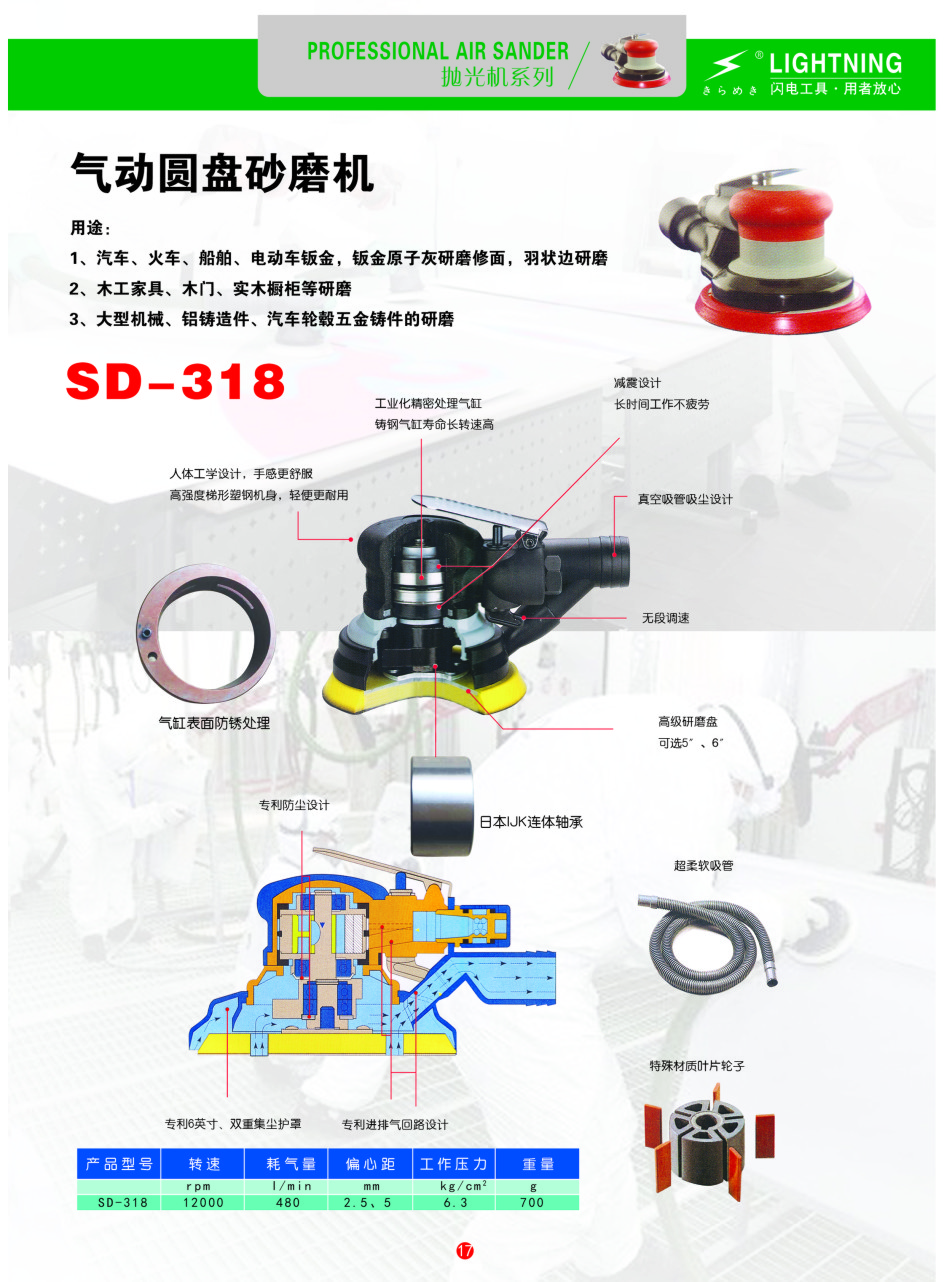 PROFESSIONAL AIR SANDER
抛光机系列
® LIGHTNING
きらめき 闪电工具·用者放心
气动圆盘砂磨机
用途：
1、汽车、火车、船舶、电动车钣金，钣金原子灰研磨修面，羽状边研磨
2、木工家具、木门、实木橱柜等研磨
3、大型机械、铝铸造件、汽车轮毂五金铸件的研磨
SD-318
减震设计
长时间工作不疲劳
工业化精密处理气缸
铸钢气缸寿命长转速高
人体工学设计，手感更舒服
高强度梯形塑钢机身，轻便更耐用
真空吸管吸尘设计
无段调速
气缸表面防锈处理
高级研磨盘
可选5″、6″
专利防尘设计
日本IJK连体轴承
超柔软吸管
特殊材质叶片轮子
专利6英寸、双重集尘护罩
专利进排气回路设计
产品型号 转速 耗气量 偏心距 工作压力 重量
rpm l/min mm kg/cm² g
SD-318 12000 480 2.5、5 6.3 700
17